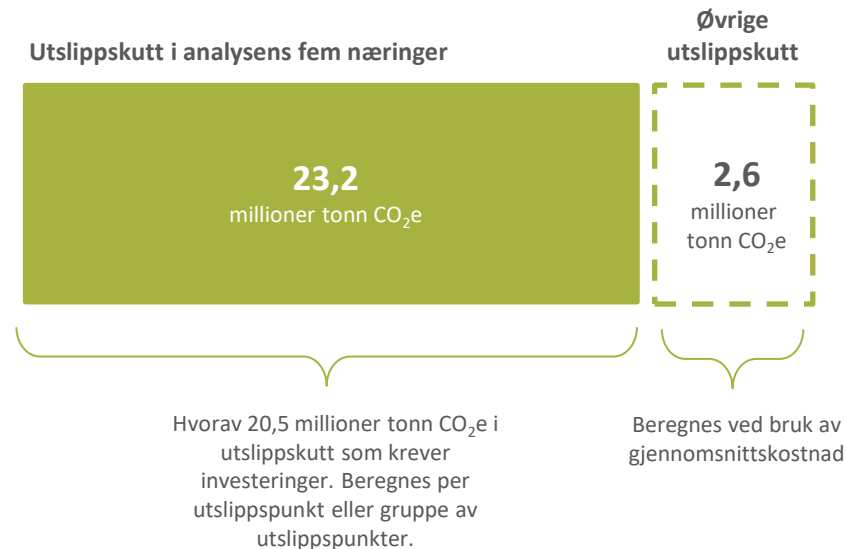 Utslippskutt i analysens fem næringer
Øvrige
utslippskutt
23,2
millioner tonn CO₂e
2,6
millioner
tonn CO₂e
Hvorav 20,5 millioner tonn CO₂e i
utslippskutt som krever
investeringer. Beregnes per
utslippspunkt eller gruppe av
utslippspunkter.
Beregnes ved bruk av
gjennomsnittskostnad